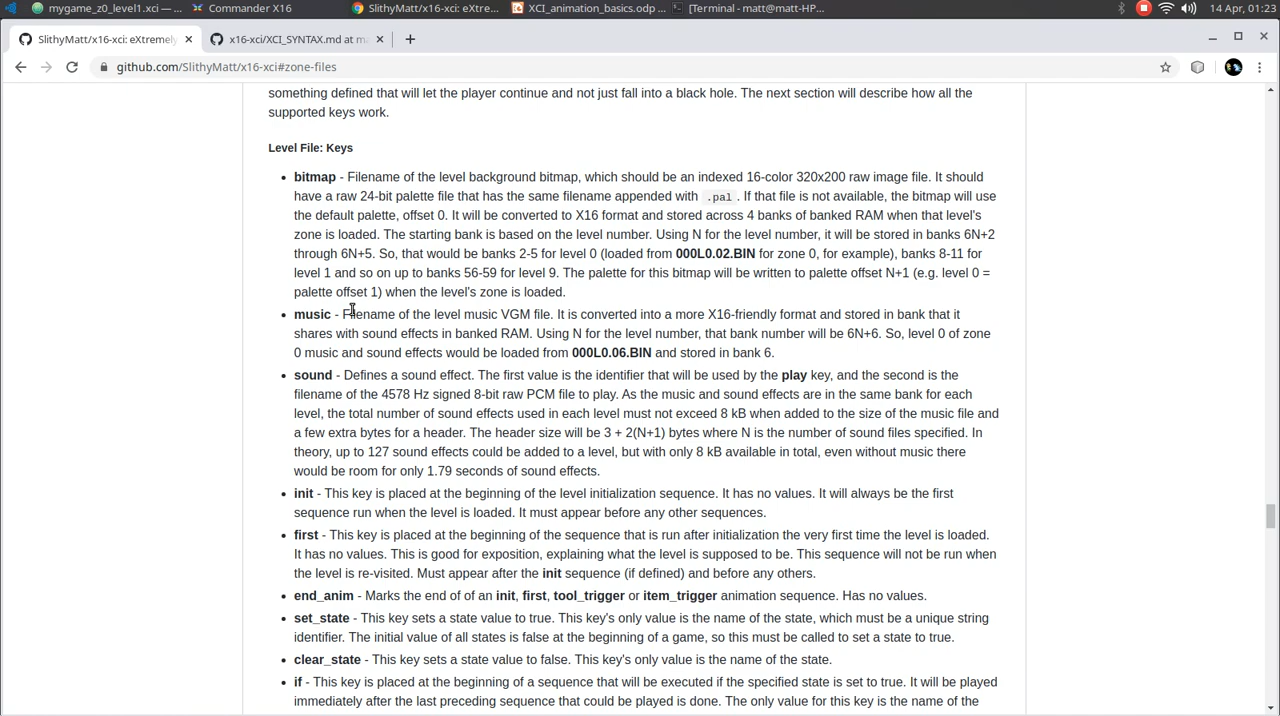 mygame_z0_level1.xci — ...
Commander X16
SlithyMatt/x16-xci: eXtre...
XCI_animation_basics.odp ...
[Terminal - matt@matt-HP...
14 Apr, 01:23
SlithyMatt/x16-xci: eXtremely
x16-xci/XCI_SYNTAX.md at ma
github.com/SlithyMatt/x16-xci#zone-files
something defined that will let the player continue and not just fall into a black hole. The next section will describe how all the
supported keys work.
Level File: Keys
bitmap - Filename of the level background bitmap, which should be an indexed 16-color 320x200 raw image file. It should
have a raw 24-bit palette file that has the same filename appended with .pal . If that file is not available, the bitmap will use
the default palette, offset 0. It will be converted to X16 format and stored across 4 banks of banked RAM when that level's
zone is loaded. The starting bank is based on the level number. Using N for the level number, it will be stored in banks 6N+2
through 6N+5. So, that would be banks 2-5 for level 0 (loaded from 000L0.02.BIN for zone 0, for example), banks 8-11 for
level 1 and so on up to banks 56-59 for level 9. The palette for this bitmap will be written to palette offset N+1 (e.g. level 0 =
palette offset 1) when the level's zone is loaded.
music - Filename of the level music VGM file. It is converted into a more X16-friendly format and stored in bank that it
shares with sound effects in banked RAM. Using N for the level number, that bank number will be 6N+6. So, level 0 of zone
0 music and sound effects would be loaded from 000L0.06.BIN and stored in bank 6.
sound - Defines a sound effect. The first value is the identifier that will be used by the play key, and the second is the
filename of the 4578 Hz signed 8-bit raw PCM file to play. As the music and sound effects are in the same bank for each
level, the total number of sound effects used in each level must not exceed 8 kB when added to the size of the music file and
a few extra bytes for a header. The header size will be 3 + 2(N+1) bytes where N is the number of sound files specified. In
theory, up to 127 sound effects could be added to a level, but with only 8 kB available in total, even without music there
would be room for only 1.79 seconds of sound effects.
init - This key is placed at the beginning of the level initialization sequence. It has no values. It will always be the first
sequence run when the level is loaded. It must appear before any other sequences.
first - This key is placed at the beginning of the sequence that is run after initialization the very first time the level is loaded.
It has no values. This is good for exposition, explaining what the level is supposed to be. This sequence will not be run when
the level is re-visited. Must appear after the init sequence (if defined) and before any others.
end_anim - Marks the end of of an init, first, tool_trigger or item_trigger animation sequence. Has no values.
set_state - This key sets a state value to true. This key's only value is the name of the state, which must be a unique string
identifier. The initial value of all states is false at the beginning of a game, so this must be called to set a state to true.
clear_state - This key sets a state value to false. This key's only value is the name of the state.
if - This key is placed at the beginning of a sequence that will be executed if the specified state is set to true. It will be played
immediately after the last preceding sequence that could be played is done. The only value for this key is the name of the